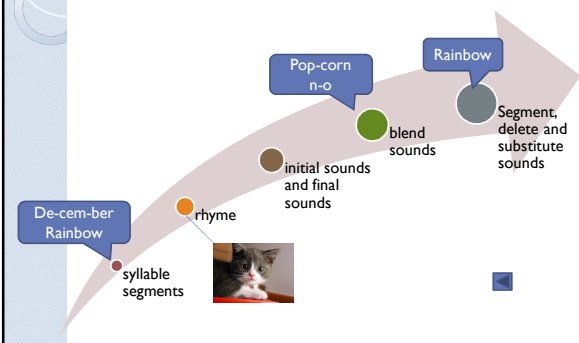 Pop-corn
n-o
Rainbow
Segment,
delete and
substitute
sounds
blend
sounds
initial sounds
and final
sounds
De-cem-ber
Rainbow
rhyme
syllable
segments